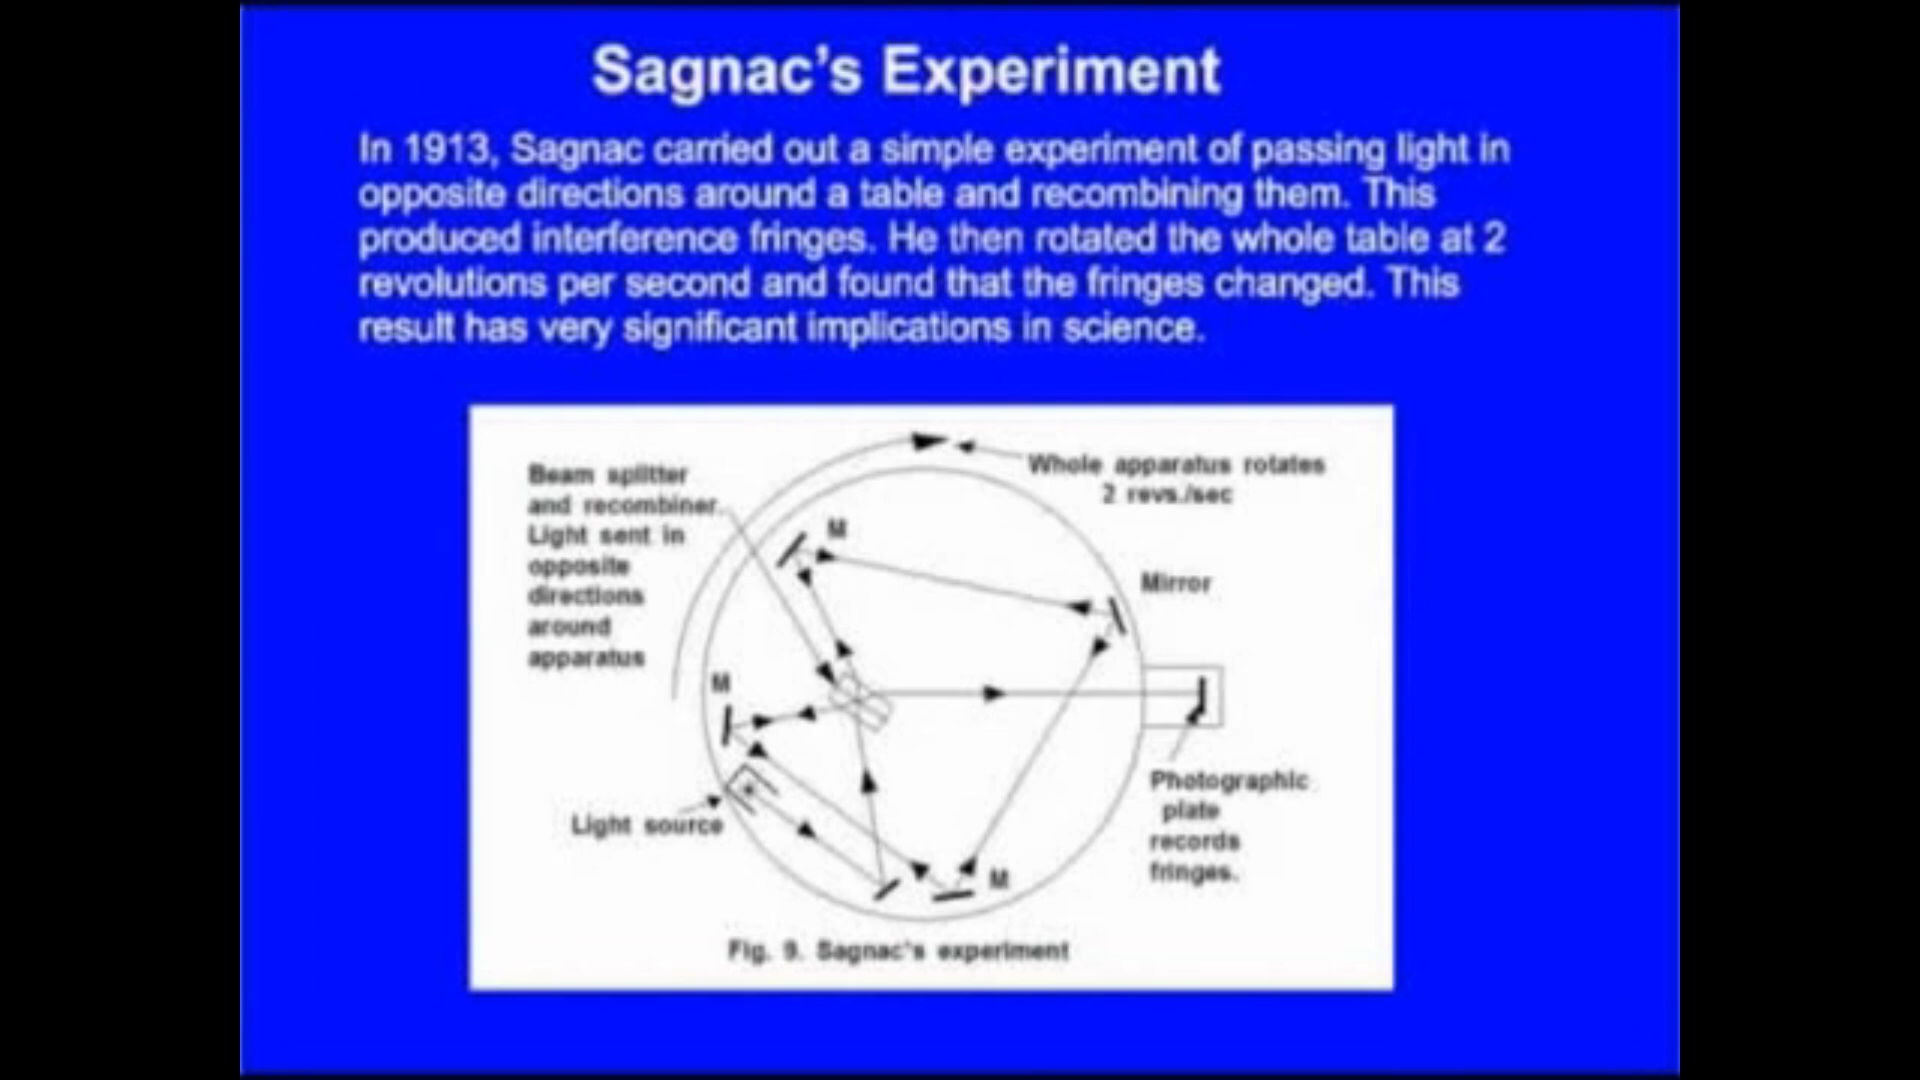 Sagnac's Experiment
In 1913, Sagnac carried out a simple experiment of passing light in
opposite directions around a table and recombining them. This
produced interference fringes. He then rotated the whole table at 2
revolutions per second and found that the fringes changed. This
result has very significant implications in science.
Beam splitter
and recombiner.
Light sent in
opposite
directions
around
apparatus
Whole apparatus rotates
2 revs./sec
M
Mirror
M
Light source
M
Photographic
plate
records
fringes.
Fig. 9. Sagnac's experiment